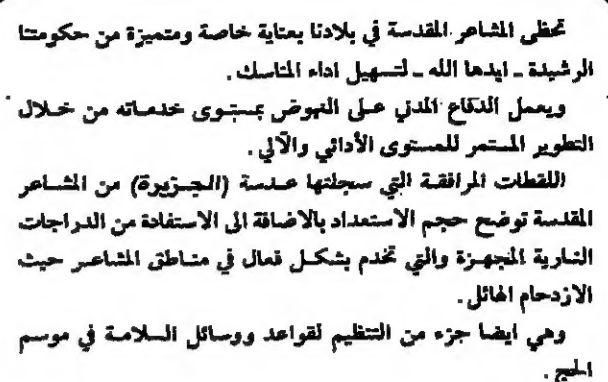 تحظى المشاعر المقدسة في بلادنا بعناية خاصة ومتميزة من حكومتنا
الرشيدة ـ ايدها الله ـ لتسهيل اداء المناسك .
ويعمل الدفاع المدني على النهوض بمستوى خدماته من خلال
التطوير المستمر للمستوى الأدائي والآلي .
اللقطات المرافقة التي سجلتها عدسة (الجزيرة) من المشاعر
المقدسة توضح حجم الاستعداد بالاضافة الى الاستفادة من الدراجات
النارية المجهزة والتي تخدم بشكل فعال في مناطق المشاعر حيث
الازدحام الهائل .
وهي ايضا جزء من التنظيم لقواعد ووسائل السلامة في موسم
الحج .